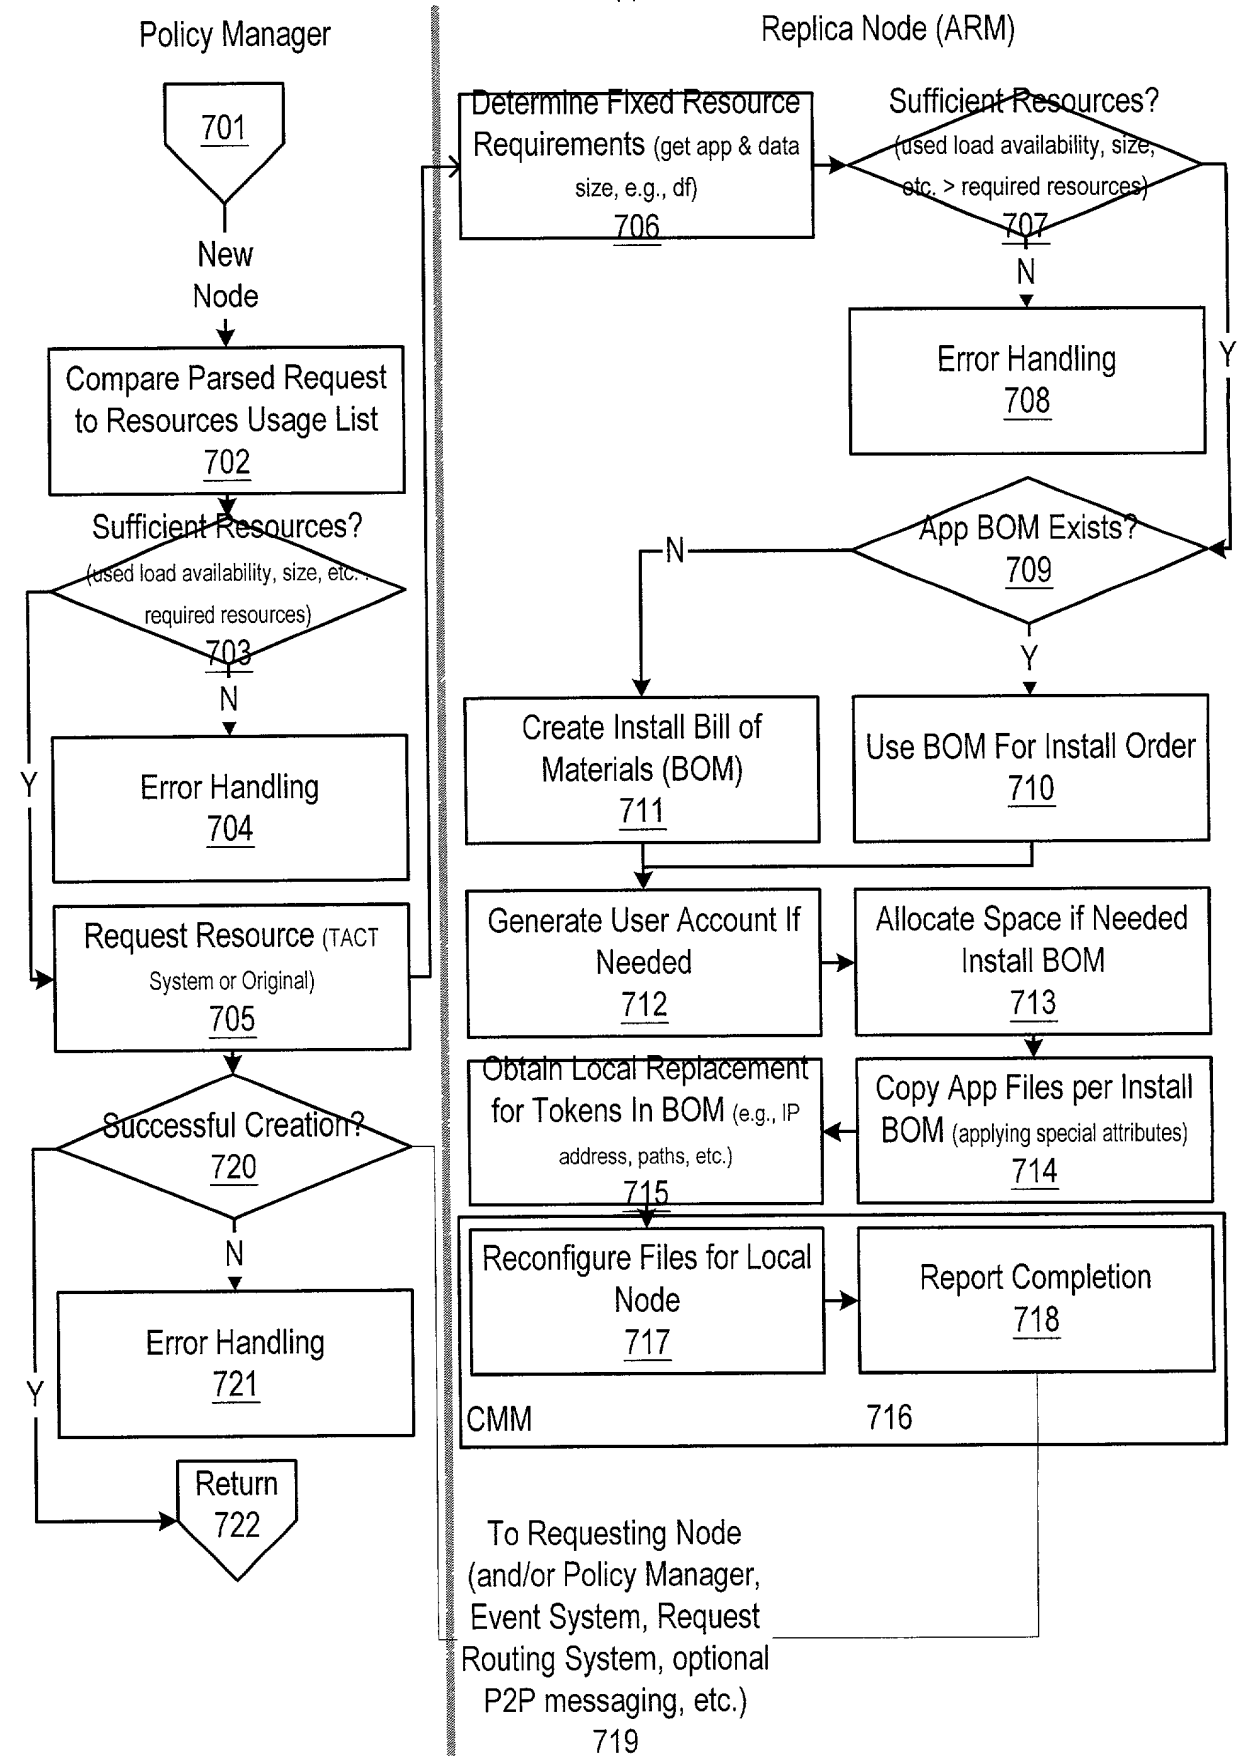 Policy Manager
701
New
Node
Compare Parsed Request
to Resources Usage List
702
Sufficient Resources?
(used load availability, size, etc.
required resources)
703
N
Y
Error Handling
704
Request Resource (TACT
System or Original)
705
Successful Creation?
720
N
Y
Error Handling
721
Return
722
Replica Node (ARM)
Determine Fixed Resource
Requirements (get app & data
size, e.g., df)
706
Sufficient Resources?
(used load availability, size,
etc. > required resources)
707
N
Y
Error Handling
708
App BOM Exists?
709
N
Y
Create Install Bill of
Materials (BOM)
711
Use BOM For Install Order
710
Generate User Account If
Needed
712
Allocate Space if Needed
Install BOM
713
Obtain Local Replacement
for Tokens In BOM (e.g., IP
address, paths, etc.)
715
Copy App Files per Install
BOM (applying special attributes)
714
Reconfigure Files for Local
Node
717
Report Completion
718
CMM
716
To Requesting Node
(and/or Policy Manager,
Event System, Request
Routing System, optional
P2P messaging, etc.)
719